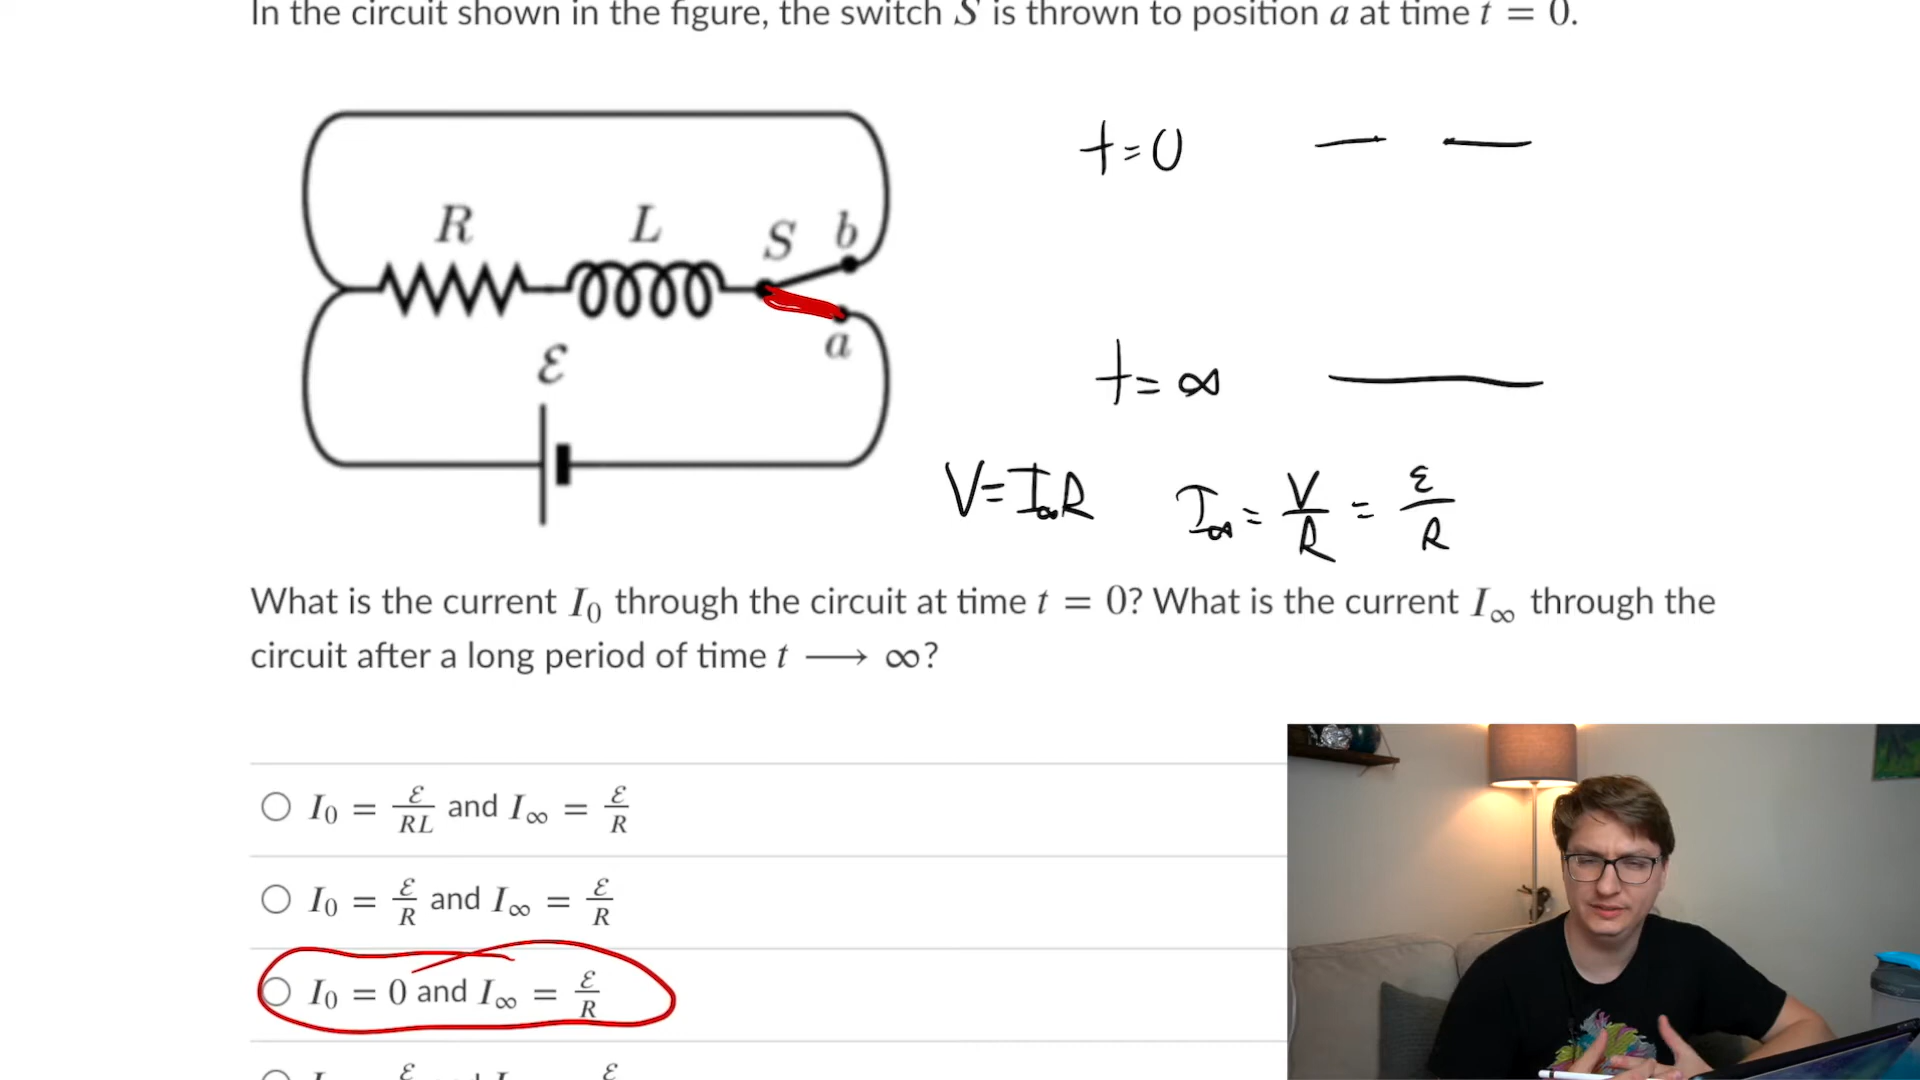 In the circuit shown in the figure, the switch S is thrown to position a at time t = 0.
t=0
R L S b
ℰ a
t=∞
V=I∞R I∞ = V/R = ε/R
What is the current I₀ through the circuit at time t = 0? What is the current I∞ through the
circuit after a long period of time t ⟶ ∞?
I₀ = ℰ/RL and I∞ = ℰ/R
I₀ = ℰ/R and I∞ = ℰ/R
I₀ = 0 and I∞ = ℰ/R